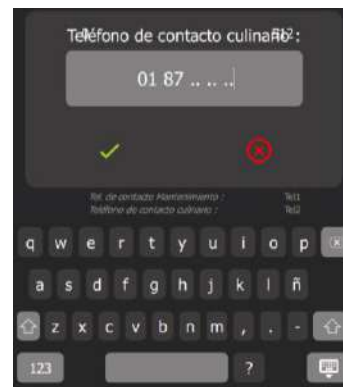 Teléfono de contacto culinario :
01 87 .. .. ..
Tel. de contacto Mantenimiento : Tel1
Teléfono de contacto culinario : Tel2
q w e r t y u i o p
a s d f g h j k l ñ
z x c v b n m , . -
123 ?